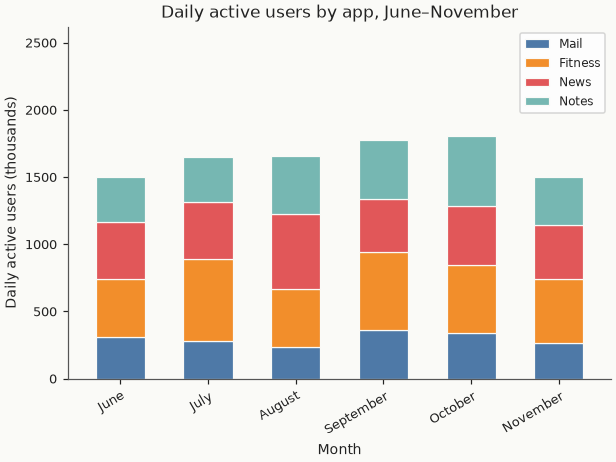 Daily active users by app, June–November
Daily active users (thousands)
2500
2000
1500
1000
500
0
Mail
Fitness
News
Notes
June
July
August
September
October
November
Month